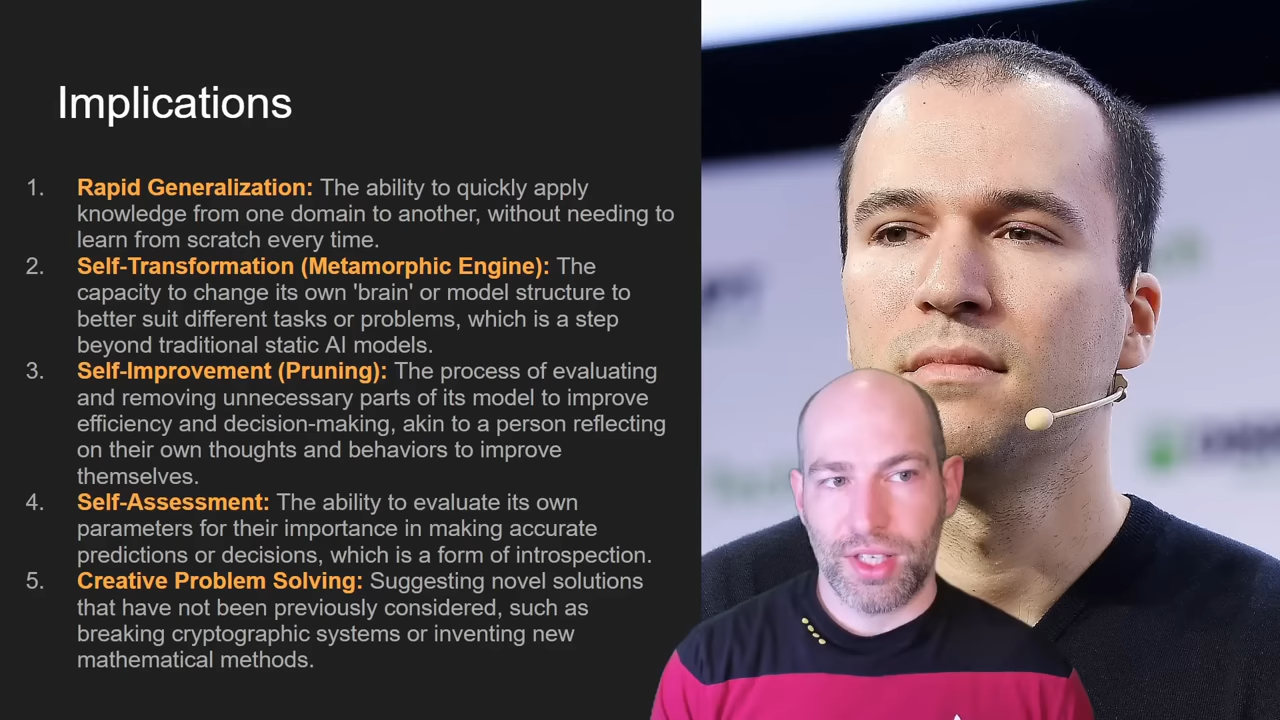 Implications
1. Rapid Generalization: The ability to quickly apply
knowledge from one domain to another, without needing to
learn from scratch every time.
2. Self-Transformation (Metamorphic Engine): The
capacity to change its own 'brain' or model structure to
better suit different tasks or problems, which is a step
beyond traditional static AI models.
3. Self-Improvement (Pruning): The process of evaluating
and removing unnecessary parts of its model to improve
efficiency and decision-making, akin to a person reflecting
on their own thoughts and behaviors to improve
themselves.
4. Self-Assessment: The ability to evaluate its own
parameters for their importance in making accurate
predictions or decisions, which is a form of introspection.
5. Creative Problem Solving: Suggesting novel solutions
that have not been previously considered, such as
breaking cryptographic systems or inventing new
mathematical methods.